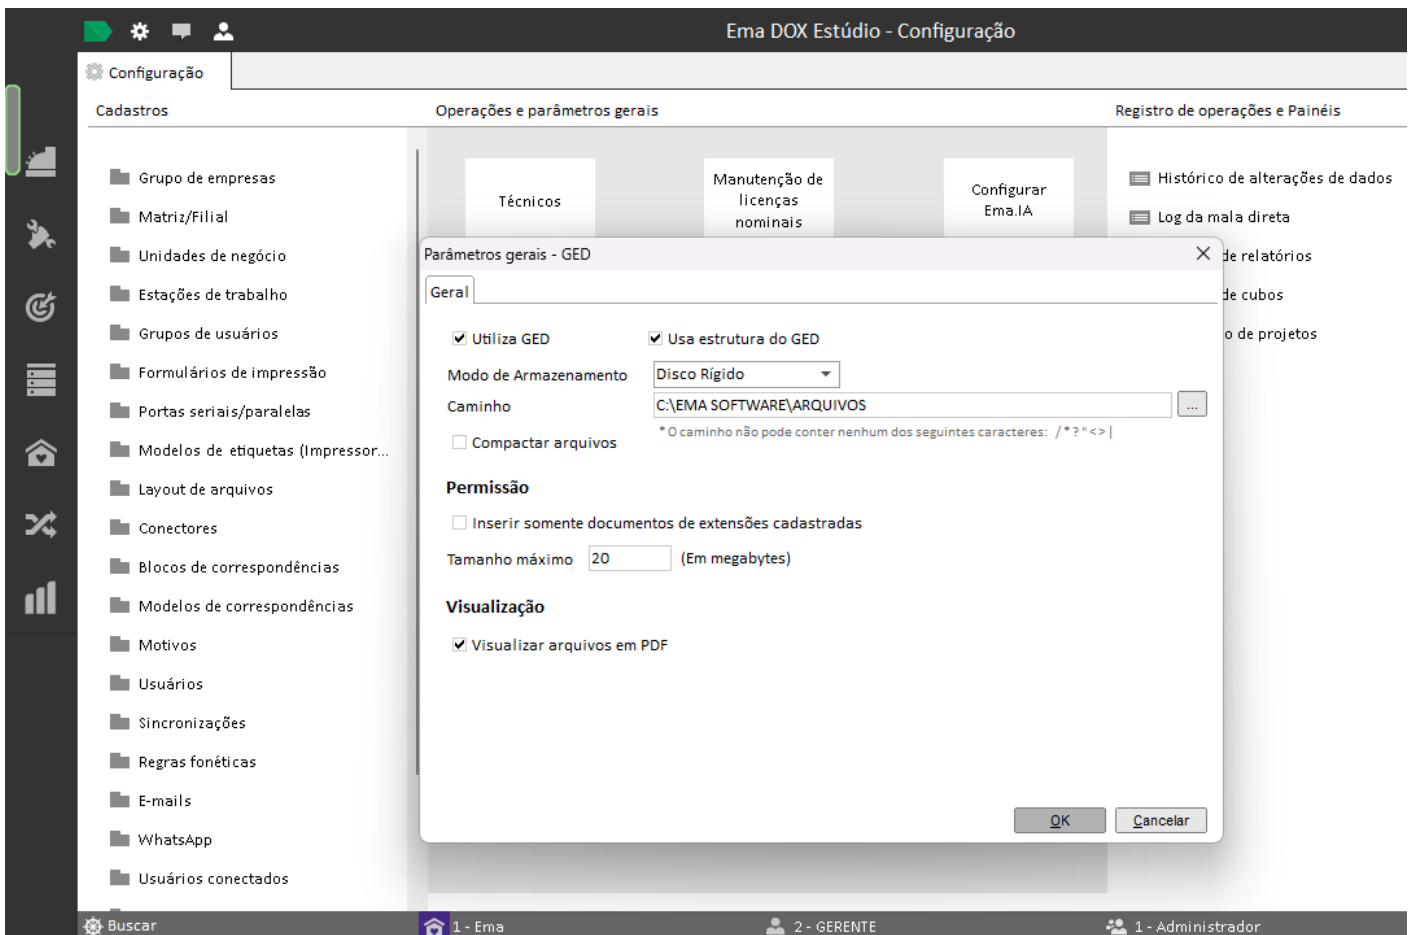 Ema DOX Estúdio - Configuração
Configuração
Cadastros
Operações e parâmetros gerais
Registro de operações e Painéis
Grupo de empresas
Matriz/Filial
Unidades de negócio
Estações de trabalho
Grupos de usuários
Formulários de impressão
Portas seriais/paralelas
Modelos de etiquetas (Impressor...
Layout de arquivos
Conectores
Blocos de correspondências
Modelos de correspondências
Motivos
Usuários
Sincronizações
Regras fonéticas
E-mails
WhatsApp
Usuários conectados
Técnicos
Manutenção de
licenças
nominais
Configurar
Ema.IA
Histórico de alterações de dados
Log da mala direta
de relatórios
de cubos
o de projetos
Parâmetros gerais - GED
Geral
Utiliza GED
Usa estrutura do GED
Modo de Armazenamento Disco Rígido
Caminho C:\EMA SOFTWARE\ARQUIVOS ...
* O caminho não pode conter nenhum dos seguintes caracteres: / * ? " < > |
Compactar arquivos
Permissão
Inserir somente documentos de extensões cadastradas
Tamanho máximo 20 (Em megabytes)
Visualização
Visualizar arquivos em PDF
OK
Cancelar
Buscar
1 - Ema
2 - GERENTE
1 - Administrador